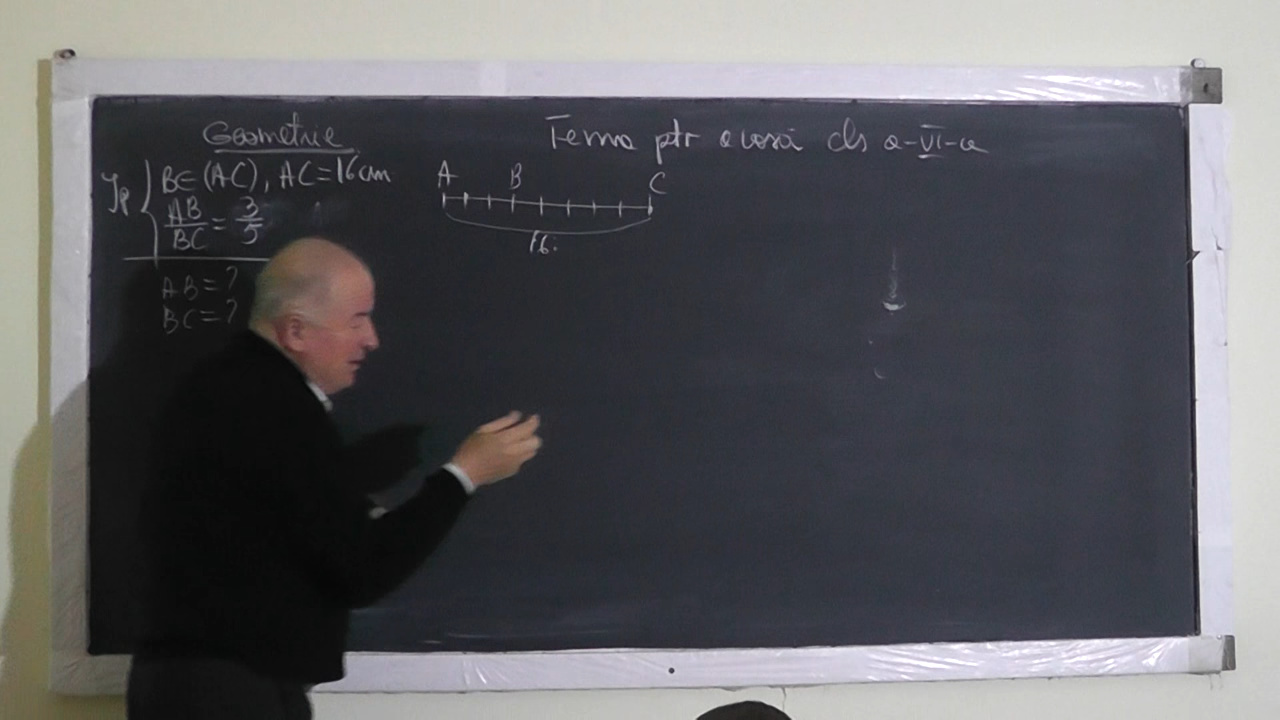 Geometrie
Tema ptr acasă cls a-VI-a
Ip B∈(AC), AC=16cm
AB/BC = 3/5
AB=?
BC=?
A B C
16